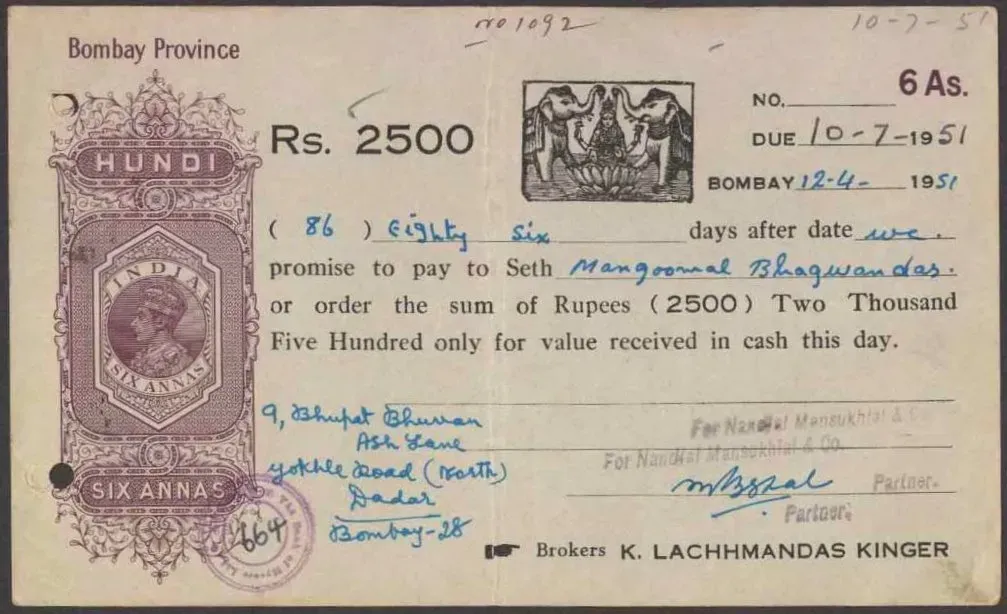 no 1092
10-7-51
Bombay Province
6 As.
HUNDI
Rs. 2500
NO.
DUE 10-7-1951
BOMBAY 12-4- 1951
( 86 ) Eighty Six days after date we.
promise to pay to Seth Mangoomal Bhagwandas.
or order the sum of Rupees (2500) Two Thousand
Five Hundred only for value received in cash this day.
INDIA
SIX ANNAS
SIX ANNAS
9, Bhupat Bhuvan
Ash Lane
Gokhle Road (North)
Dadar
Bombay-28
For Nandlal Mansukhlal & Co.
For Nandlal Mansukhlal & Co.
Partner.
Partner.
664
Brokers K. LACHHMANDAS KINGER